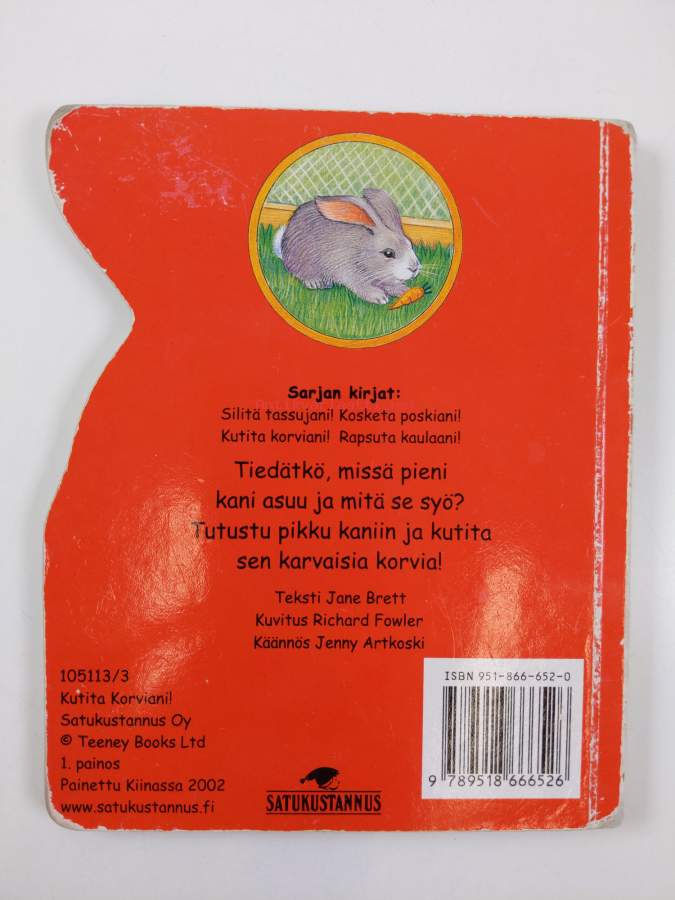 Sarjan kirjat:
Silitä tassujani! Kosketa poskiani!
Kutita korviani! Rapsuta kaulaani!
Tiedätkö, missä pieni
kani asuu ja mitä se syö?
Tutustu pikku kaniin ja kutita
sen karvaisia korvia!
Teksti Jane Brett
Kuvitus Richard Fowler
Käännös Jenny Artkoski
105113/3
Kutita Korviani!
Satukustannus Oy
© Teeney Books Ltd
1. painos
Painettu Kiinassa 2002
www.satukustannus.fi
SATUKUSTANNUS
ISBN 951-866-652-0
9 789518 666526